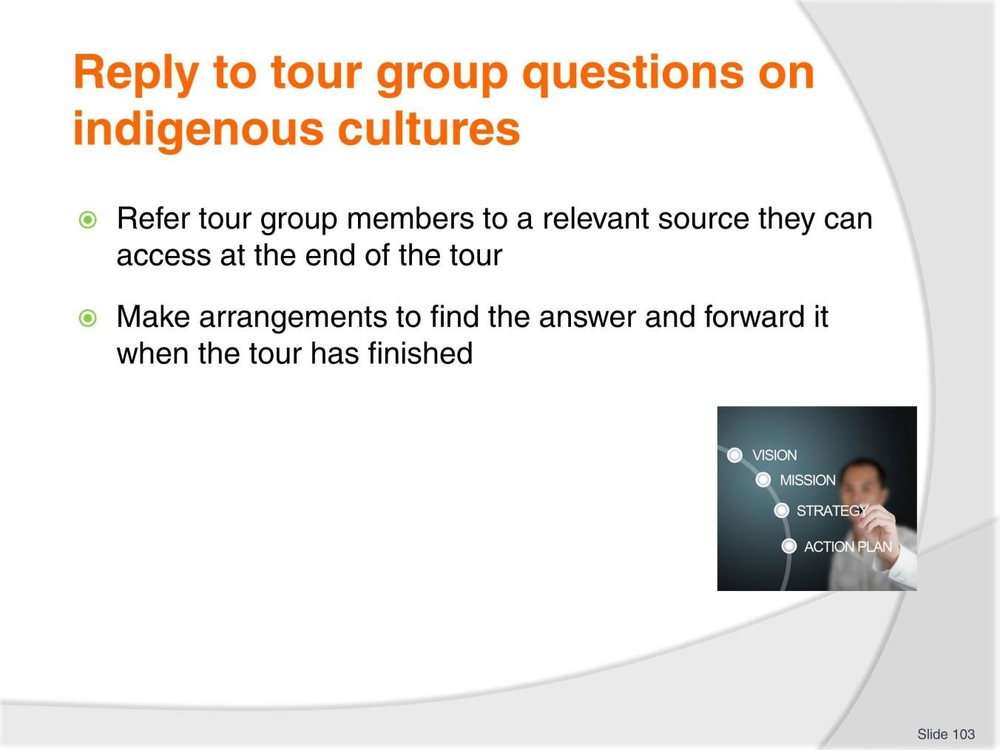 Reply to tour group questions on
indigenous cultures
Refer tour group members to a relevant source they can
access at the end of the tour
Make arrangements to find the answer and forward it
when the tour has finished
VISION
MISSION
STRATEGY
ACTION PLAN
Slide 103